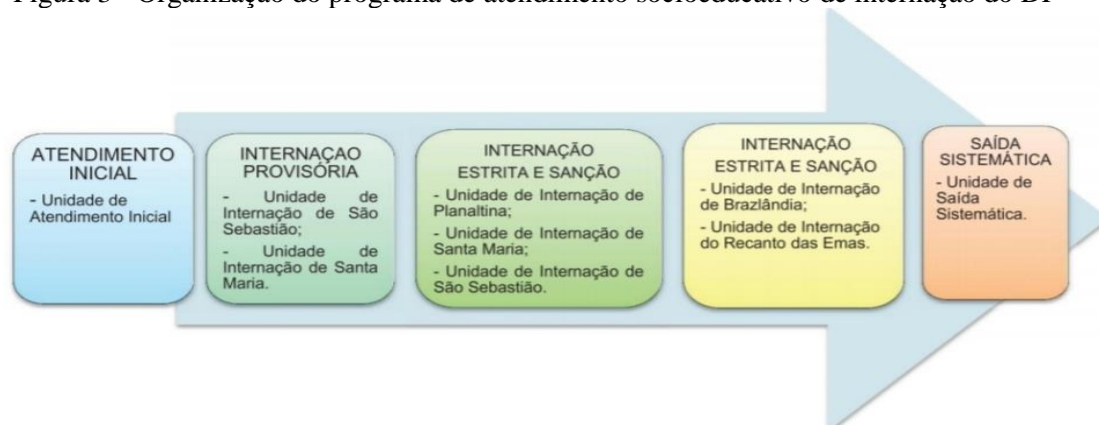 Figura 3 - Organização do programa de atendimento socioeducativo de internação do DF
ATENDIMENTO
INICIAL
- Unidade de
Atendimento Inicial
INTERNAÇAO
PROVISÓRIA
- Unidade de
Internação de São
Sebastião;
- Unidade de
Internação de Santa
Maria.
INTERNAÇÃO
ESTRITA E SANÇÃO
- Unidade de Internação de
Planaltina;
- Unidade de Internação de
Santa Maria;
- Unidade de Internação de
São Sebastião.
INTERNAÇÃO
ESTRITA E SANÇÃO
- Unidade de Internação
de Brazlândia;
- Unidade de Internação
do Recanto das Emas.
SAÍDA
SISTEMÁTICA
- Unidade de
Saída
Sistemática.